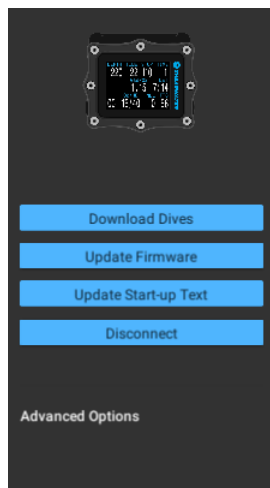 Download Dives
Update Firmware
Update Start-up Text
Disconnect
Advanced Options